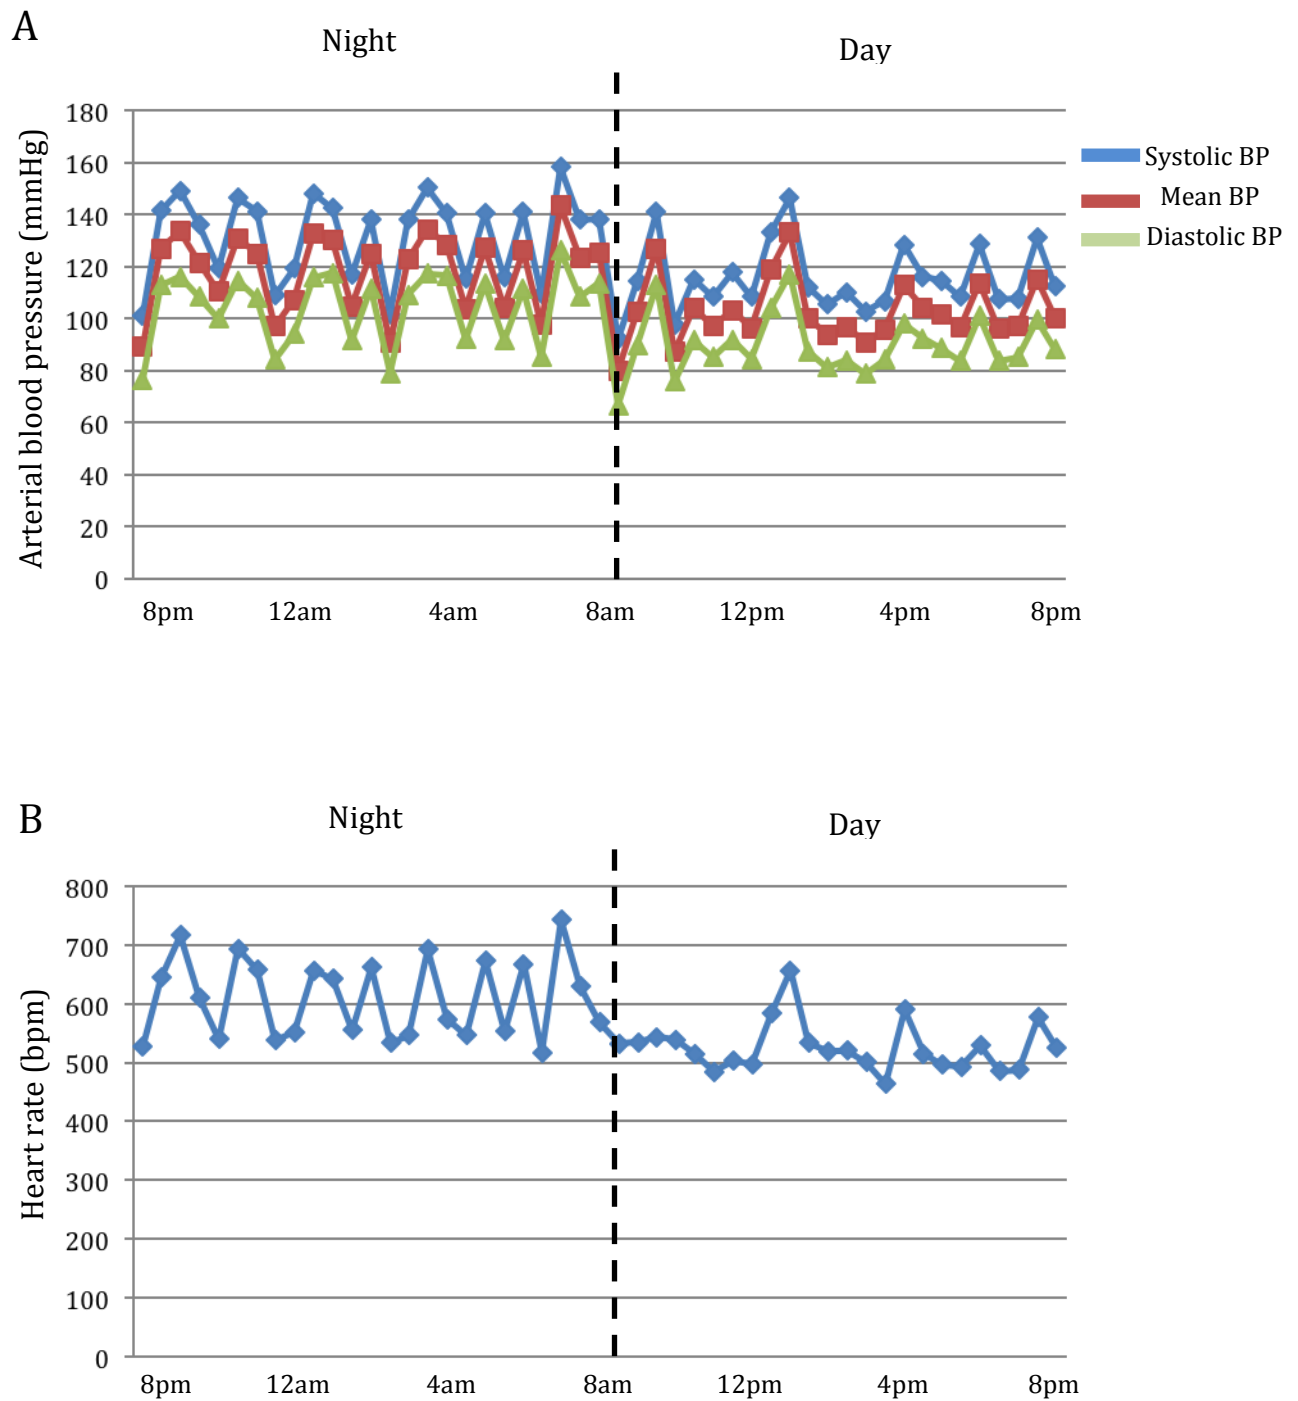 A
Night
Day
Arterial blood pressure (mmHg)
180
160
140
120
100
80
60
40
20
0
8pm 12am 4am 8am 12pm 4pm 8pm
Systolic BP
Mean BP
Diastolic BP
B
Night
Day
Heart rate (bpm)
800
700
600
500
400
300
200
100
0
8pm 12am 4am 8am 12pm 4pm 8pm